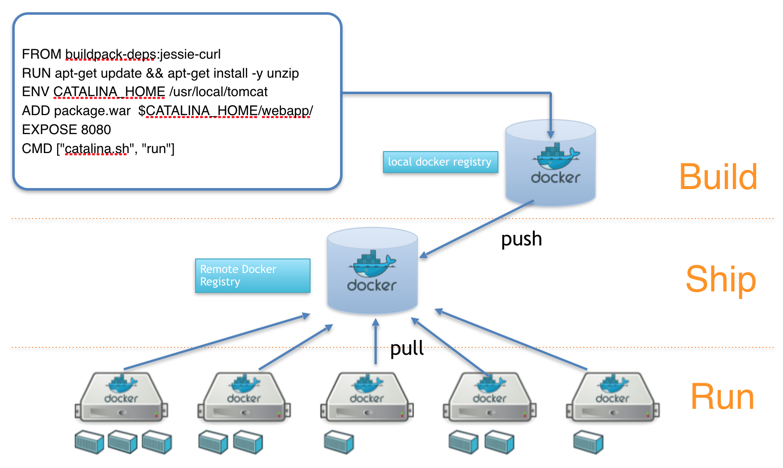 FROM buildpack-deps:jessie-curl
RUN apt-get update && apt-get install -y unzip
ENV CATALINA_HOME /usr/local/tomcat
ADD package.war $CATALINA_HOME/webapp/
EXPOSE 8080
CMD ["catalina.sh", "run"]
local docker registry
docker
Build
push
Remote Docker
Registry
docker
Ship
pull
docker
docker
docker
docker
docker
Run